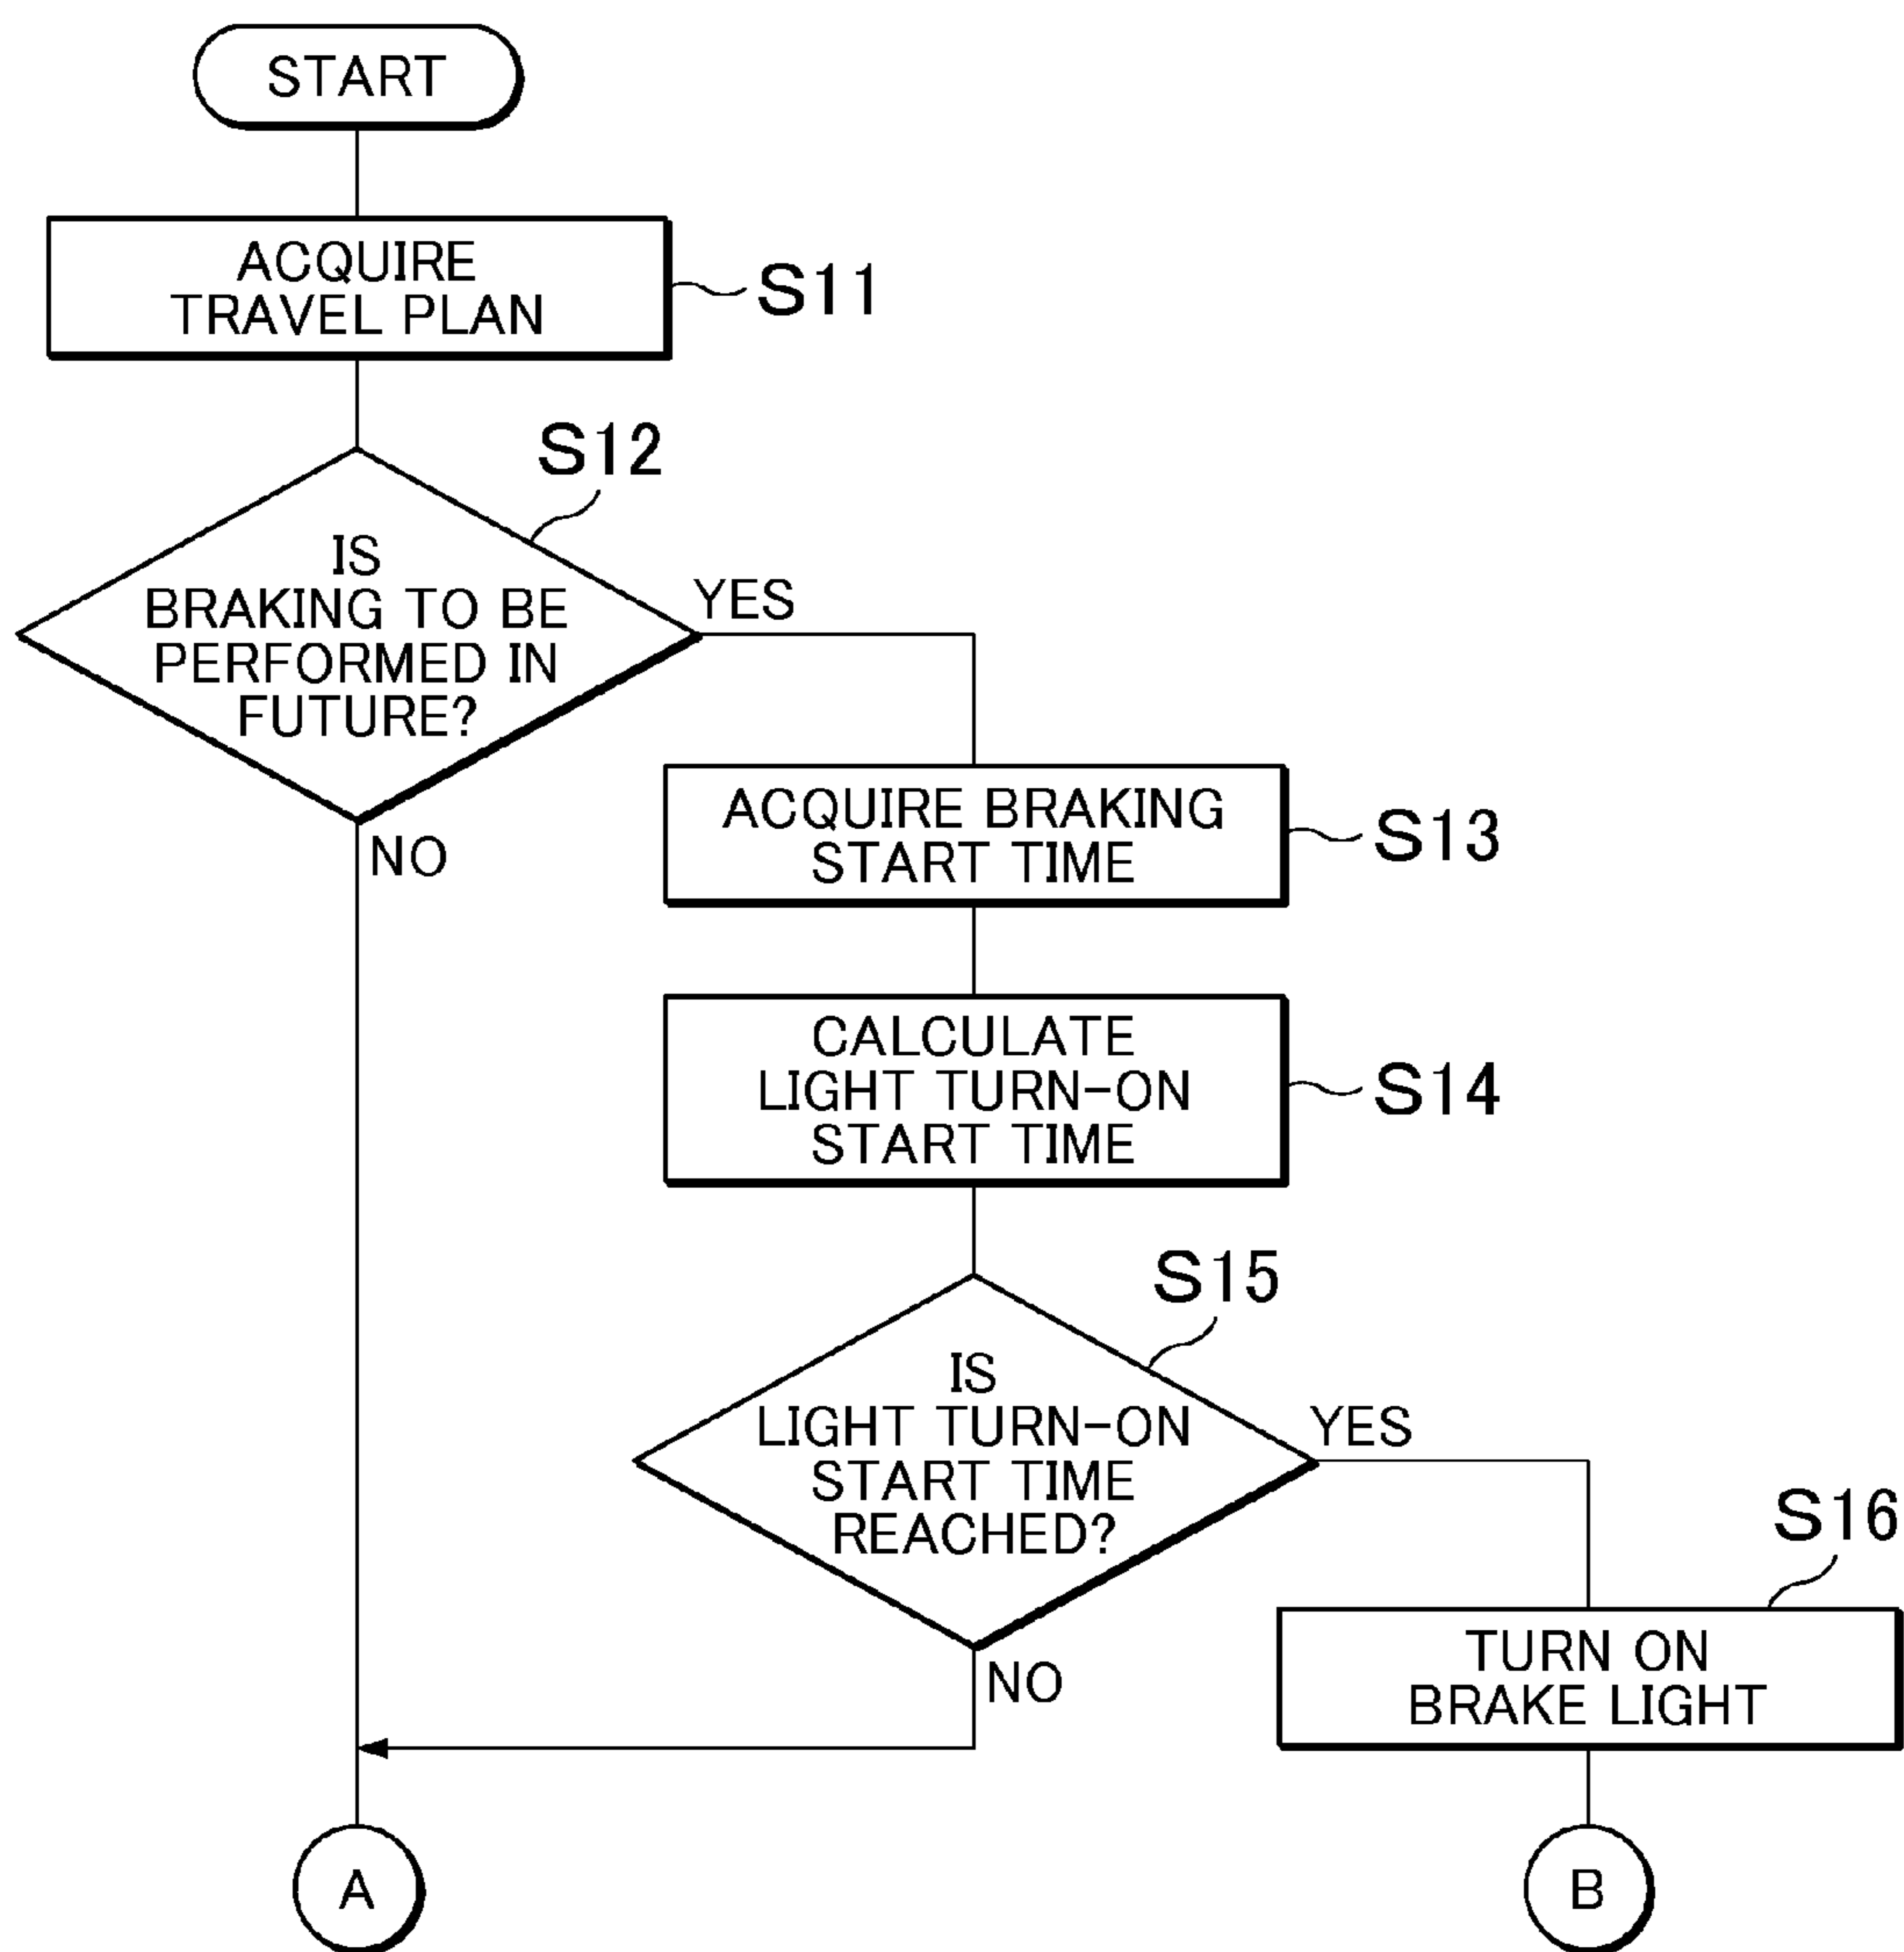 START
ACQUIRE
TRAVEL PLAN
S11
S12
IS
BRAKING TO BE
PERFORMED IN
FUTURE?
YES
NO
ACQUIRE BRAKING
START TIME
S13
CALCULATE
LIGHT TURN-ON
START TIME
S14
S15
IS
LIGHT TURN-ON
START TIME
REACHED?
YES
NO
S16
TURN ON
BRAKE LIGHT
A
B